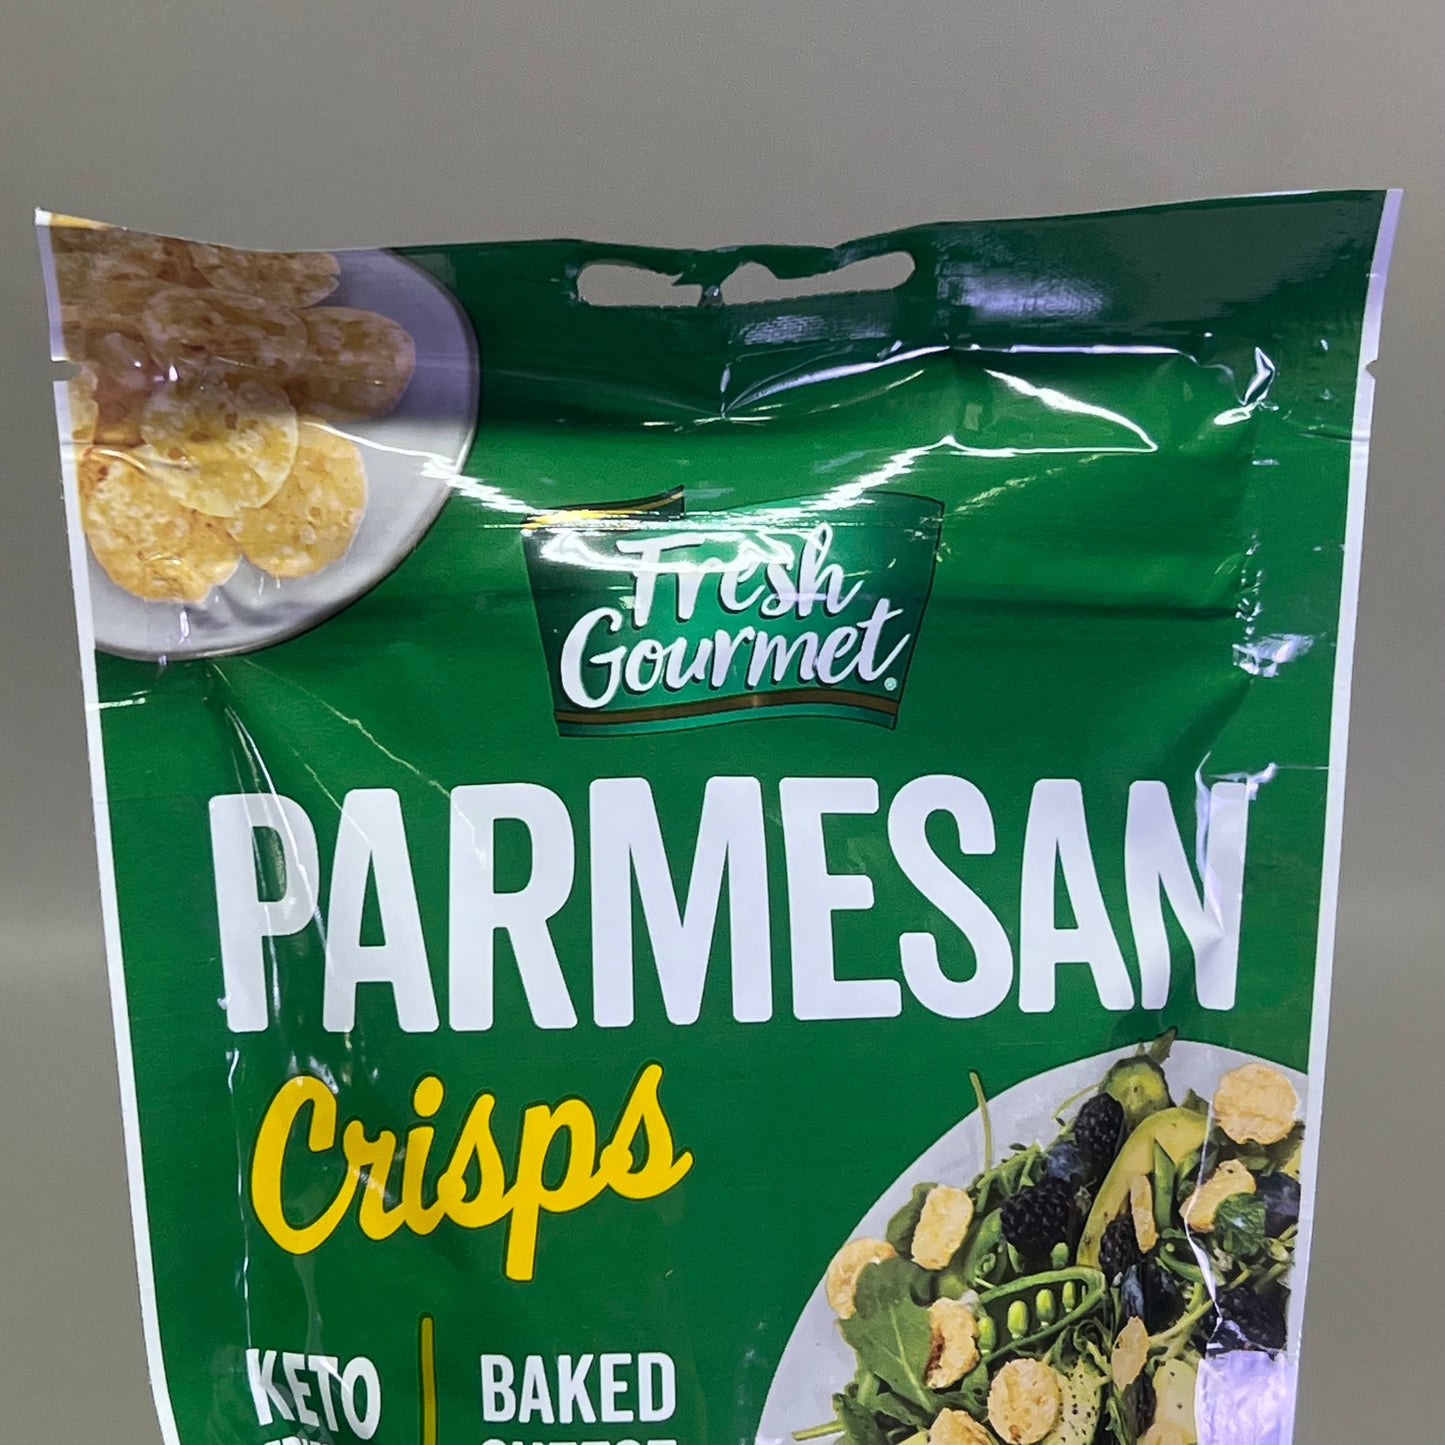 Fresh
Gourmet®
PARMESAN
Crisps
KETO
BAKED